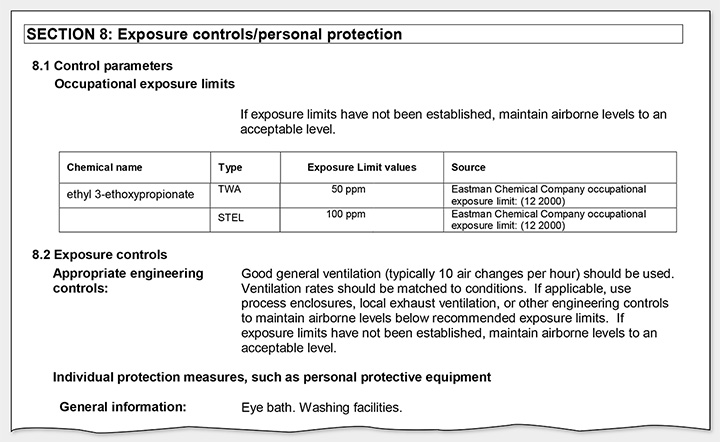 SECTION 8: Exposure controls/personal protection
8.1 Control parameters
Occupational exposure limits
If exposure limits have not been established, maintain airborne levels to an
acceptable level.
Chemical name Type Exposure Limit values Source
ethyl 3-ethoxypropionate TWA 50 ppm Eastman Chemical Company occupational
exposure limit: (12 2000)
STEL 100 ppm Eastman Chemical Company occupational
exposure limit: (12 2000)
8.2 Exposure controls
Appropriate engineering Good general ventilation (typically 10 air changes per hour) should be used.
controls: Ventilation rates should be matched to conditions. If applicable, use
process enclosures, local exhaust ventilation, or other engineering controls
to maintain airborne levels below recommended exposure limits. If
exposure limits have not been established, maintain airborne levels to an
acceptable level.
Individual protection measures, such as personal protective equipment
General information: Eye bath. Washing facilities.